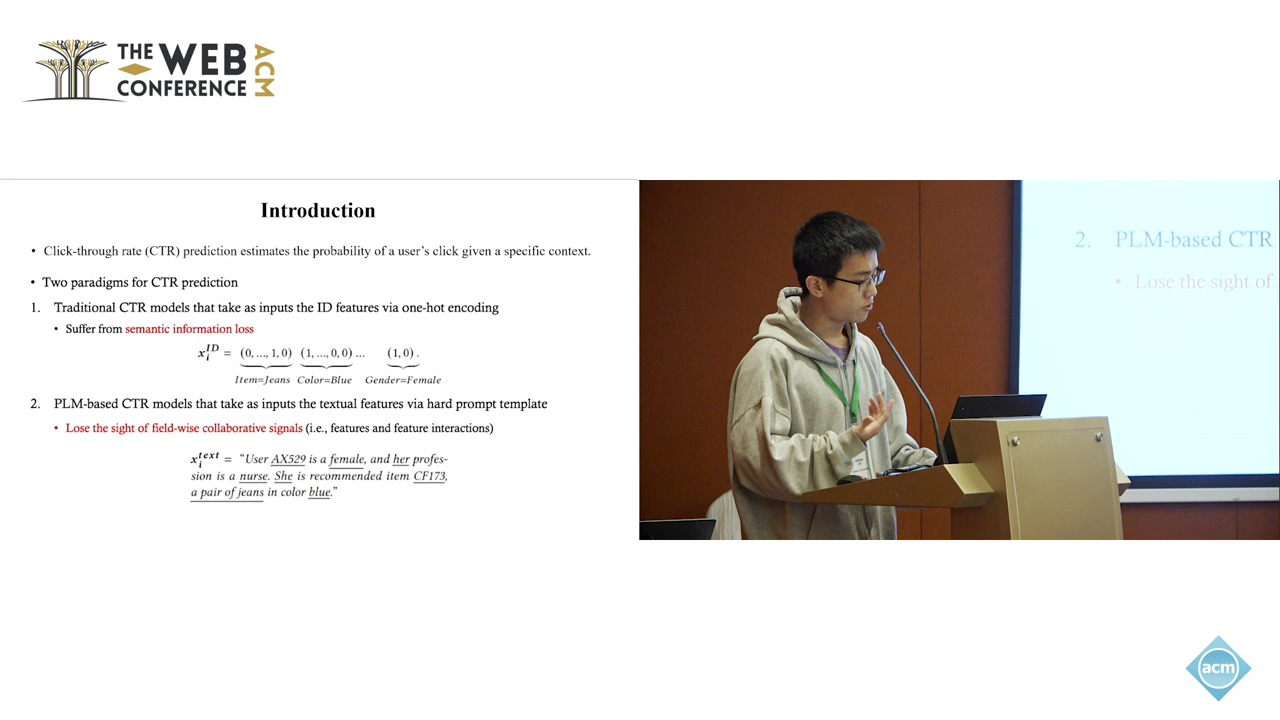 THE WEB
CONFERENCE
ACM
Introduction
• Click-through rate (CTR) prediction estimates the probability of a user's click given a specific context.
• Two paradigms for CTR prediction
1. Traditional CTR models that take as inputs the ID features via one-hot encoding
• Suffer from semantic information loss
x_i^{ID} = (0, ..., 1, 0) (1, ..., 0, 0) ... (1, 0) .
Item=Jeans Color=Blue Gender=Female
2. PLM-based CTR models that take as inputs the textual features via hard prompt template
• Lose the sight of field-wise collaborative signals (i.e., features and feature interactions)
x_i^{text} = "User AX529 is a female, and her profes-
sion is a nurse. She is recommended item CF173,
a pair of jeans in color blue."
2. PLM-based CTR
• Lose the sight of
acm